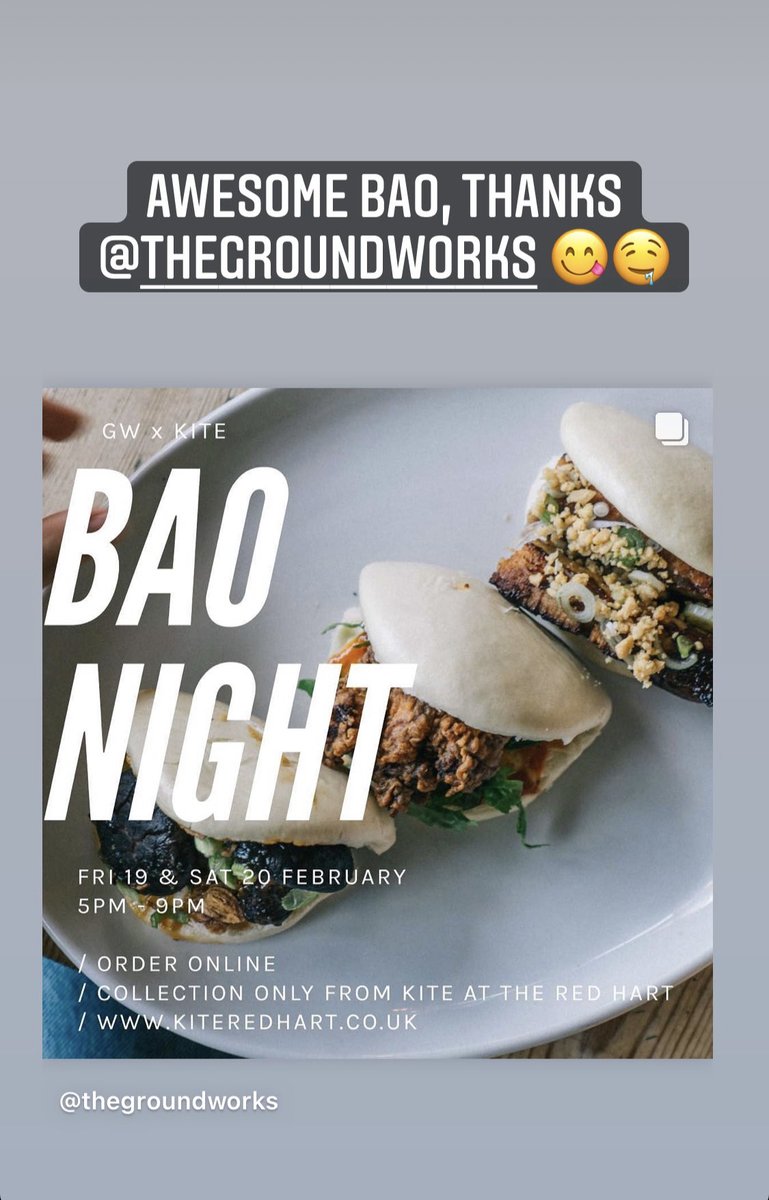 AWESOME BAO, THANKS
@THEGROUNDWORKS 😋🤤
GW x KITE
BAO
NIGHT
FRI 19 & SAT 20 FEBRUARY
5PM - 9PM
/ ORDER ONLINE
/ COLLECTION ONLY FROM KITE AT THE RED HART
/ WWW.KITEREDHART.CO.UK
@thegroundworks